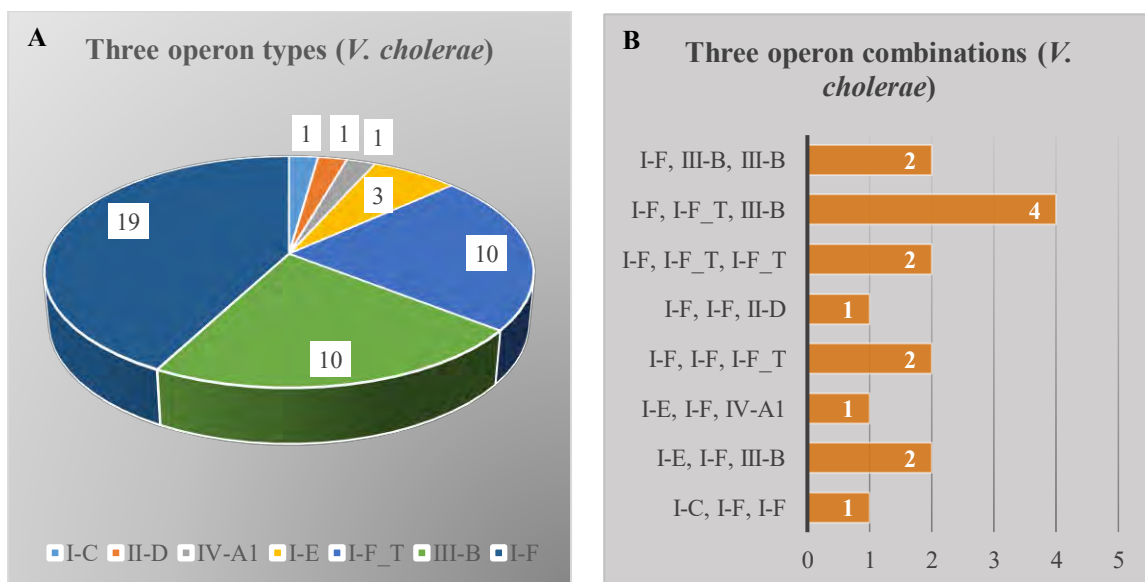 A
Three operon types (V. cholerae)
1
1
1
3
10
10
19
I-C II-D IV-A1 I-E I-F_T III-B I-F
B
Three operon combinations (V.
cholerae)
I-F, III-B, III-B
2
I-F, I-F_T, III-B
4
I-F, I-F_T, I-F_T
2
I-F, I-F, II-D
1
I-F, I-F, I-F_T
2
I-E, I-F, IV-A1
1
I-E, I-F, III-B
2
I-C, I-F, I-F
1
0 1 2 3 4 5